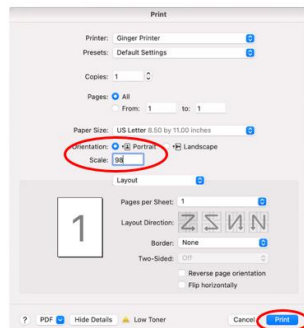 Print
Printer: Ginger Printer
Presets: Default Settings
Copies: 1
Pages: All
From: 1 to: 1
Paper Size: US Letter 8.50 by 11.00 inches
Orientation: Portrait Landscape
Scale: 98
Layout
Pages per Sheet: 1
Layout Direction:
Border: None
Two-Sided: Off
Reverse page orientation
Flip horizontally
1
? PDF Hide Details Low Toner Cancel Print